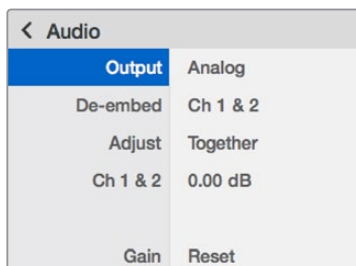 < Audio
Output Analog
De-embed Ch 1 & 2
Adjust Together
Ch 1 & 2 0.00 dB
Gain Reset